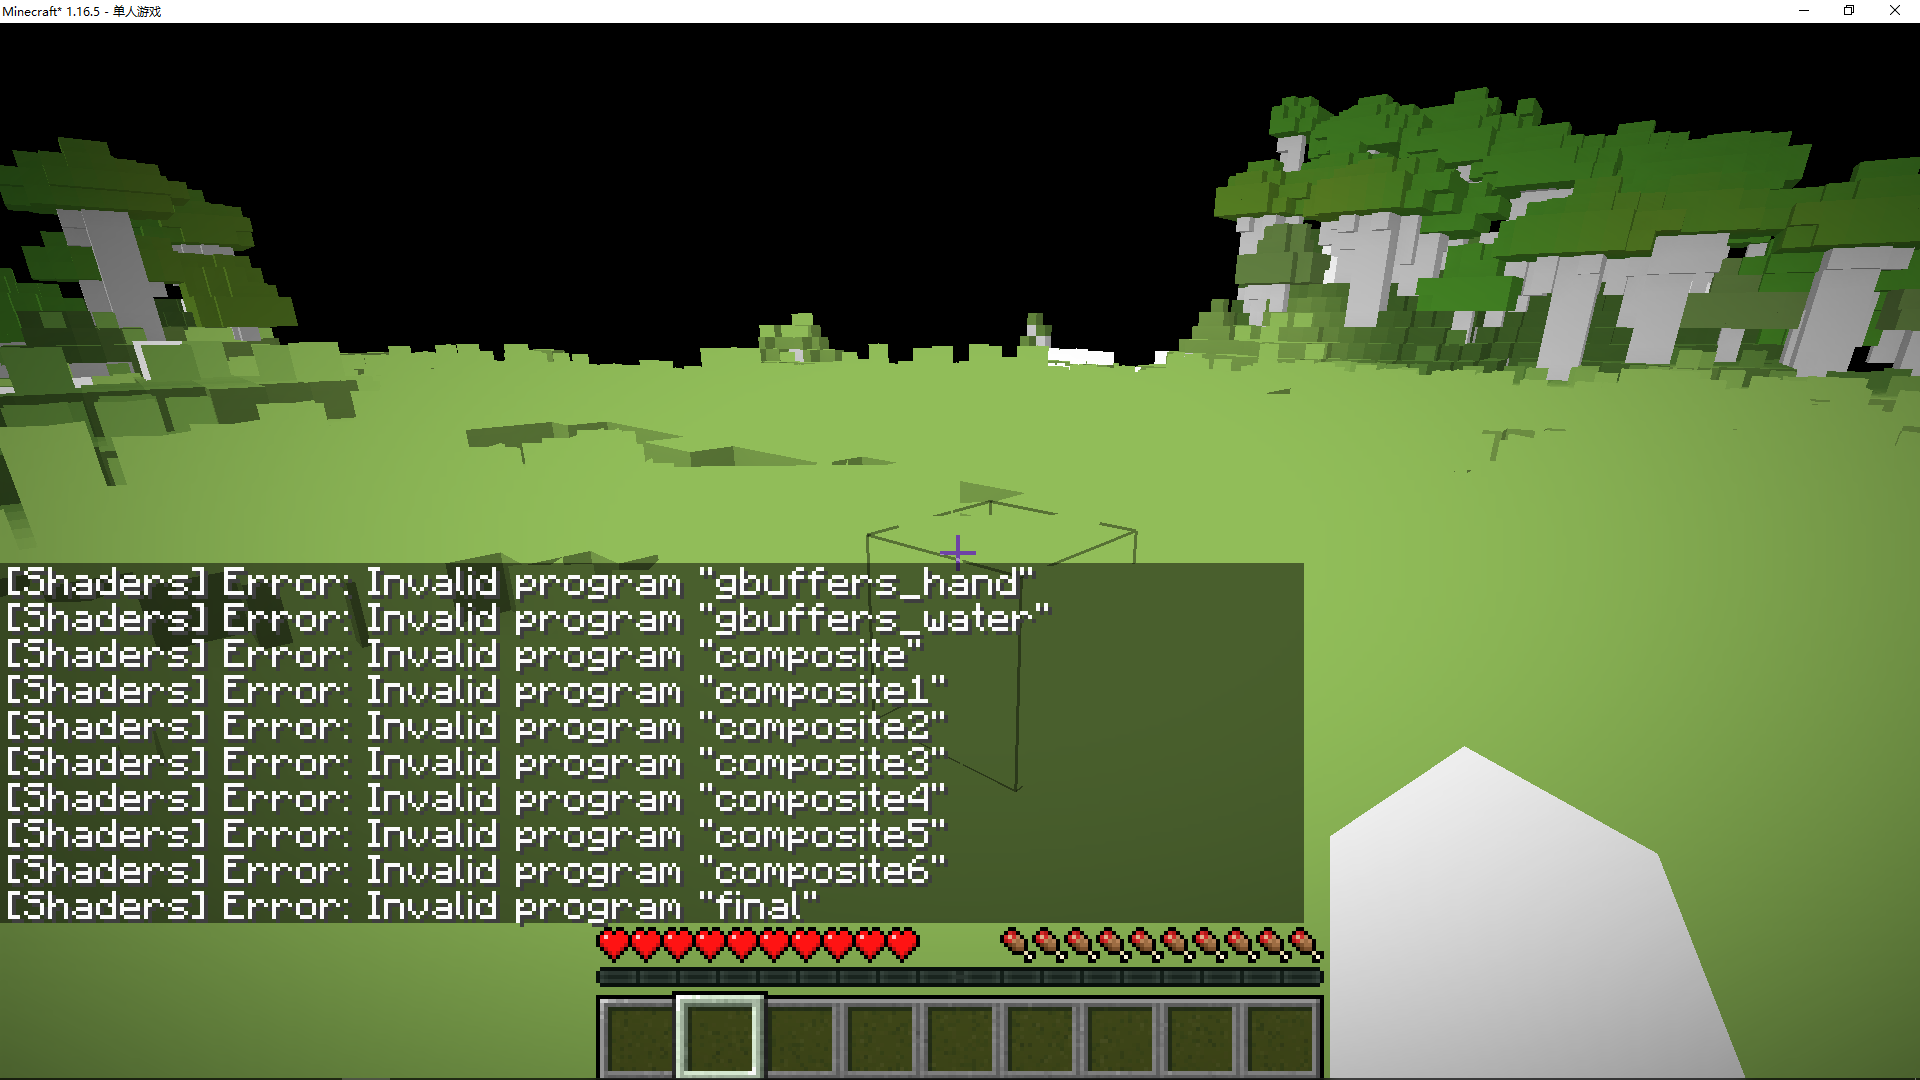 Minecraft* 1.16.5 - 单人游戏
[Shaders] Error: Invalid program "gbuffers_hand"
[Shaders] Error: Invalid program "gbuffers_water"
[Shaders] Error: Invalid program "composite"
[Shaders] Error: Invalid program "composite1"
[Shaders] Error: Invalid program "composite2"
[Shaders] Error: Invalid program "composite3"
[Shaders] Error: Invalid program "composite4"
[Shaders] Error: Invalid program "composite5"
[Shaders] Error: Invalid program "composite6"
[Shaders] Error: Invalid program "final"